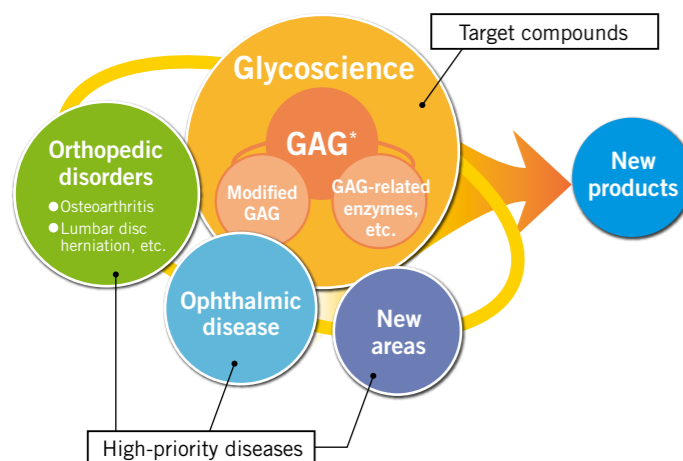 Target compounds
Glycoscience
GAG*
Modified
GAG
GAG-related
enzymes,
etc.
Orthopedic
disorders
●Osteoarthritis
●Lumbar disc
herniation, etc.
New
products
Ophthalmic
disease
New
areas
High-priority diseases